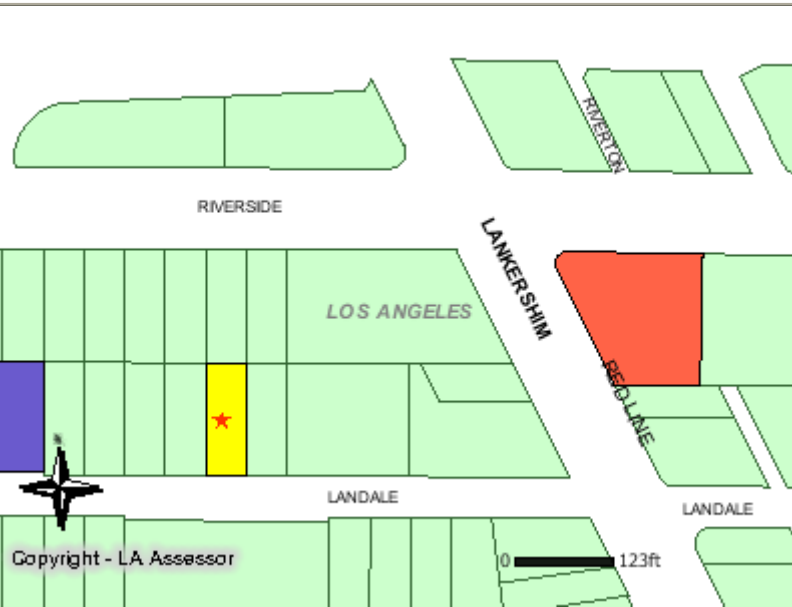 RIVERTON
RIVERSIDE
LANKERSHIM
LOS ANGELES
RED LINE
N
LANDALE
LANDALE
Copyright - LA Assessor
0 123ft